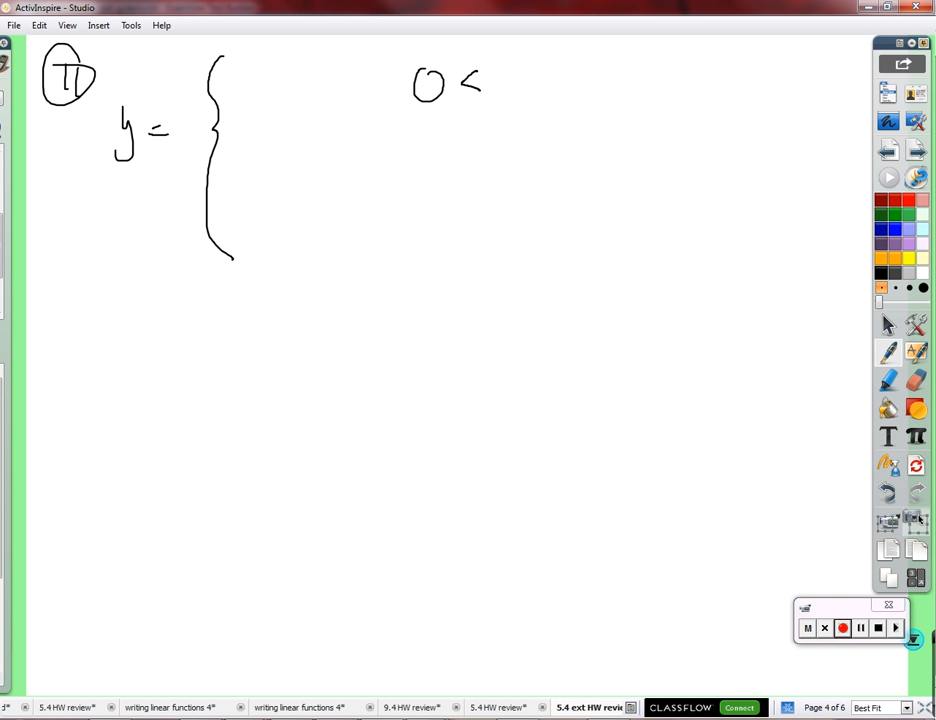 ActivInspire - Studio
File Edit View Insert Tools Help
11
0 <
y = {
M
5.4 HW review* writing linear functions 4* writing linear functions 4* 9.4 HW review* 5.4 HW review* 5.4 ext HW revie CLASSFLOW Connect Page 4 of 6 Best Fit